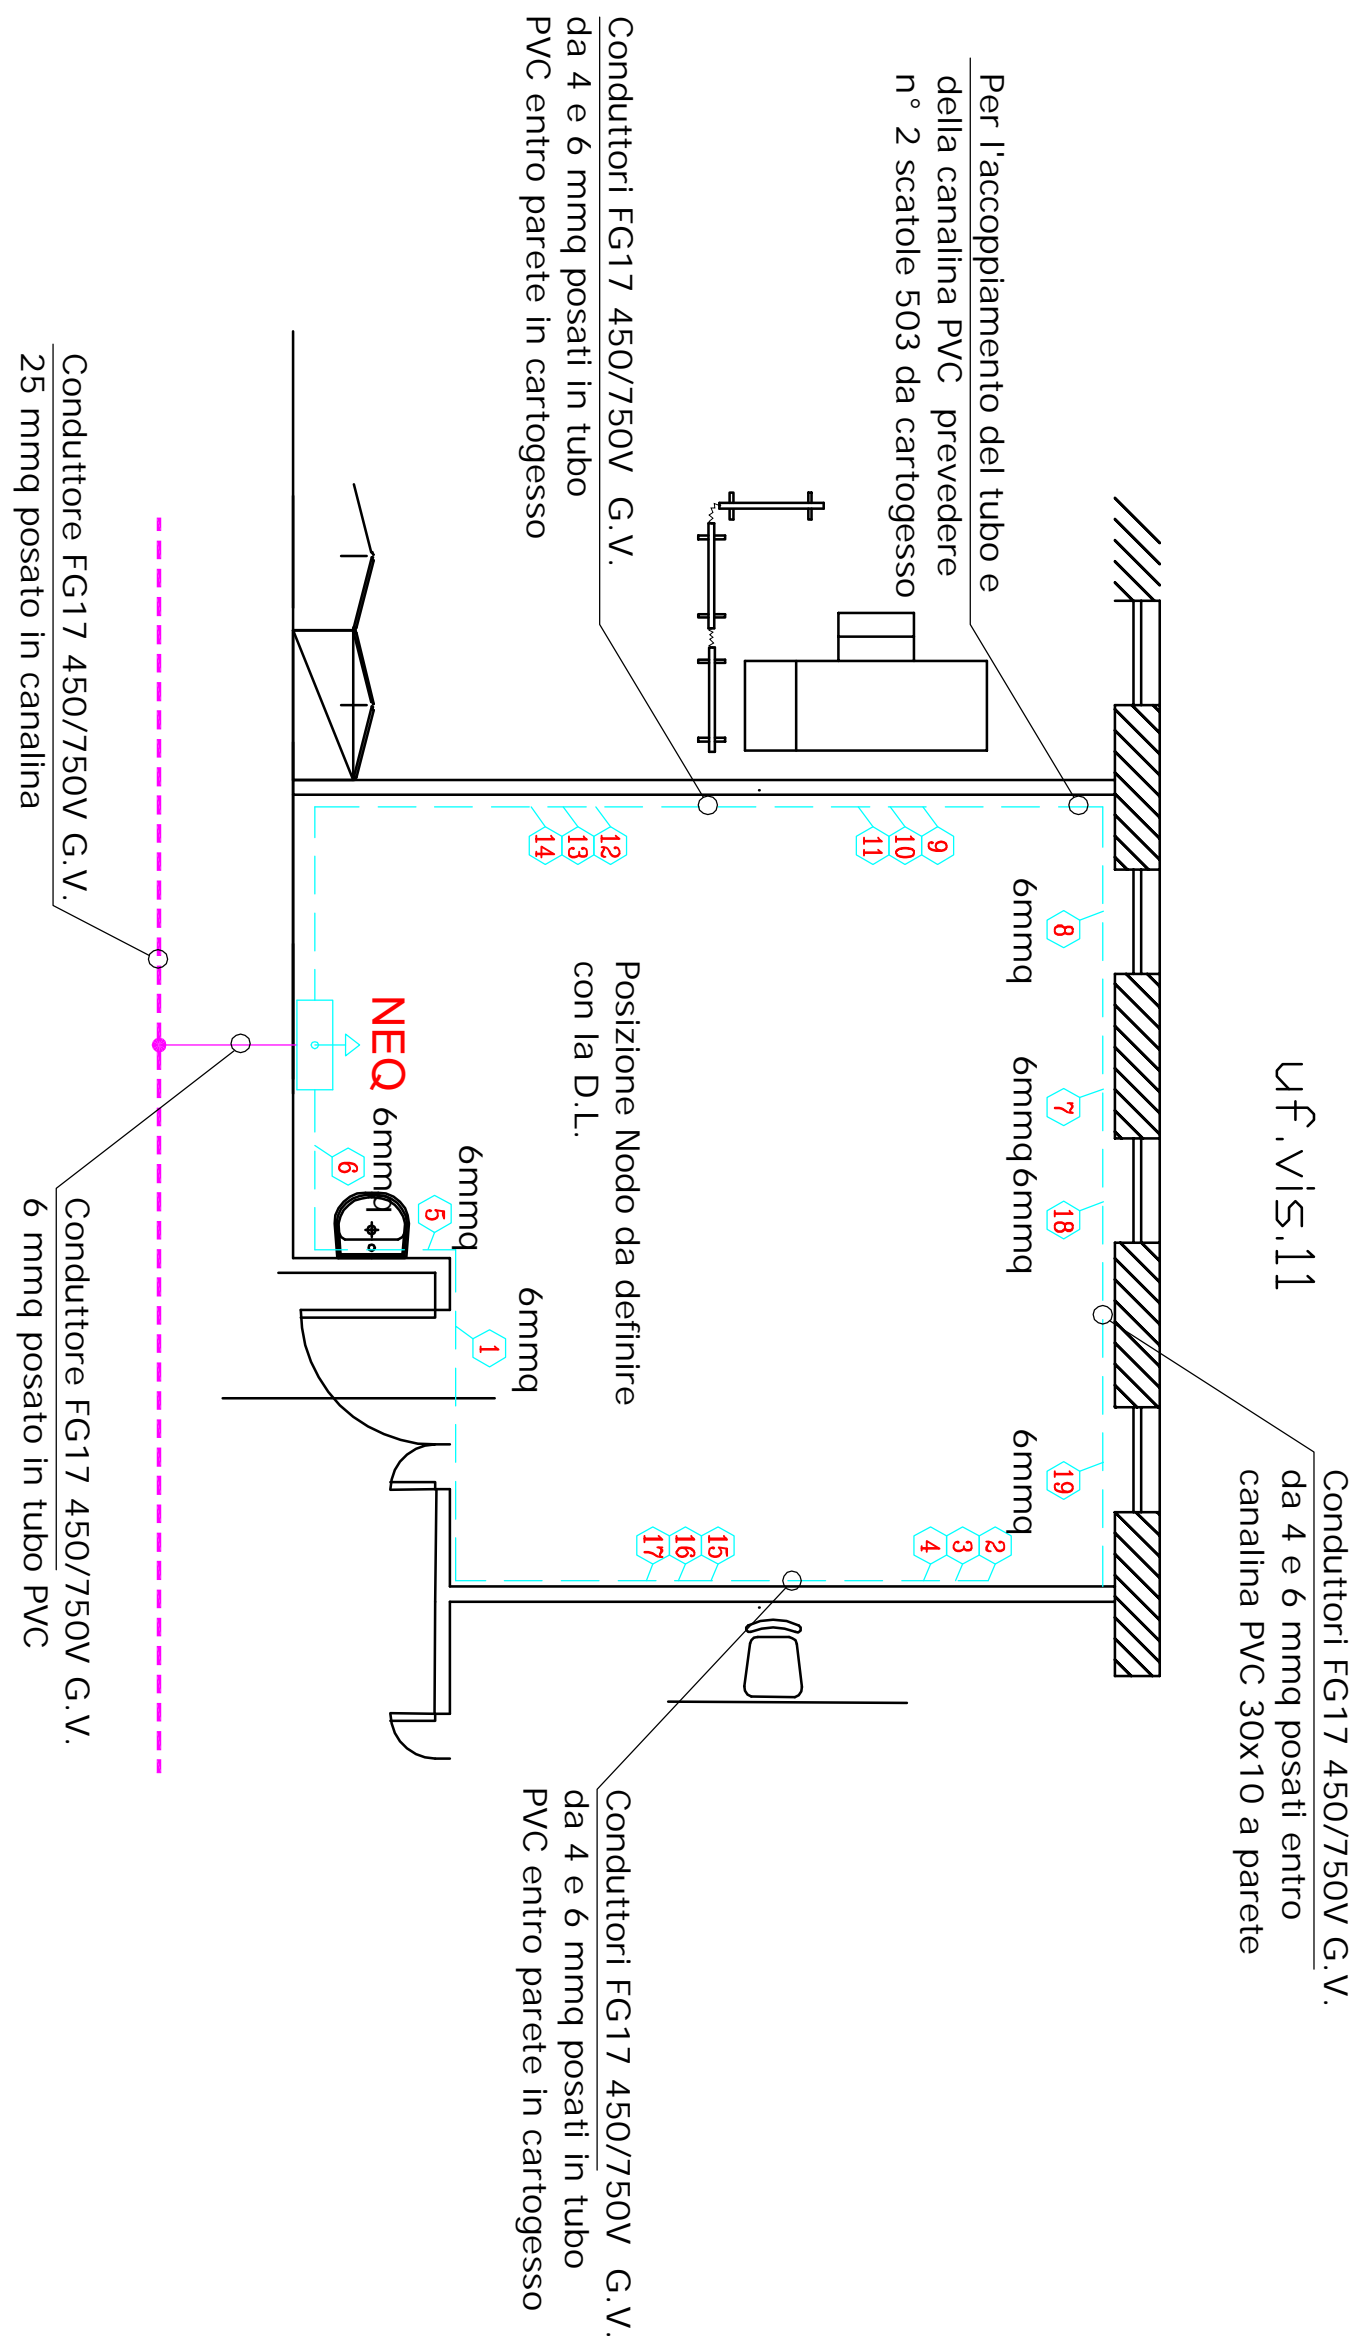 uf.vis.11
Per l'accoppiamento del tubo e
della canalina PVC prevedere
n° 2 scatole 503 da cartogesso
Conduttori FG17 450/750V G.V.
da 4 e 6 mmq posati entro
canalina PVC 30x10 a parete
Conduttori FG17 450/750V G.V.
da 4 e 6 mmq posati in tubo
PVC entro parete in cartogesso
Conduttori FG17 450/750V G.V.
da 4 e 6 mmq posati in tubo
PVC entro parete in cartogesso
8
7
18
19
6mmq
6mmq
6mmq
6mmq
9
10
11
2
3
4
12
13
14
15
16
17
Posizione Nodo da definire
con la D.L.
6mmq
1
6mmq
5
NEQ
6mmq
6
Conduttore FG17 450/750V G.V.
25 mmq posato in canalina
Conduttore FG17 450/750V G.V.
6 mmq posato in tubo PVC